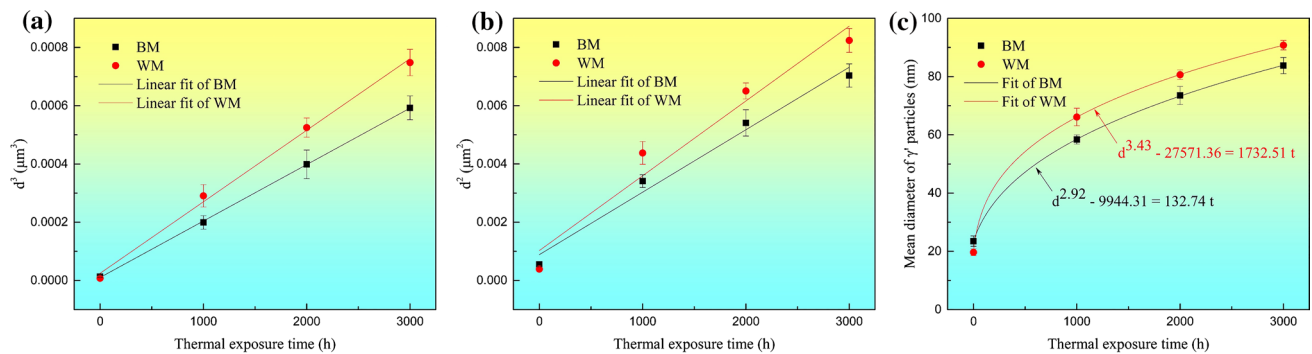 (a)
d³ (μm³)
0.0008
0.0006
0.0004
0.0002
0.0000
BM
WM
Linear fit of BM
Linear fit of WM
0 1000 2000 3000
Thermal exposure time (h)
(b)
d² (μm²)
0.008
0.006
0.004
0.002
0.000
BM
WM
Linear fit of BM
Linear fit of WM
0 1000 2000 3000
Thermal exposure time (h)
(c)
Mean diameter of γ' particles (nm)
100
80
60
40
20
0
BM
WM
Fit of BM
Fit of WM
d^3.43 - 27571.36 = 1732.51 t
d^2.92 - 9944.31 = 132.74 t
0 1000 2000 3000
Thermal exposure time (h)